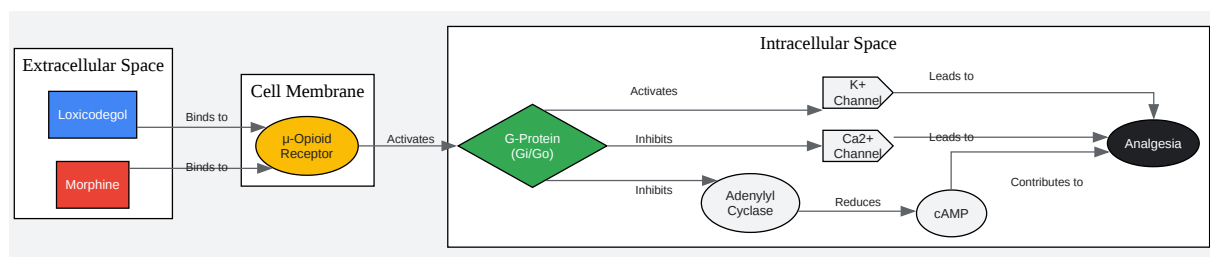 Extracellular Space
Loxicodegol
Morphine
Binds to
Binds to
Cell Membrane
μ-Opioid
Receptor
Activates
Intracellular Space
G-Protein
(Gi/Go)
Activates
Inhibits
Inhibits
K+
Channel
Ca2+
Channel
Adenylyl
Cyclase
Reduces
cAMP
Leads to
Leads to
Contributes to
Analgesia